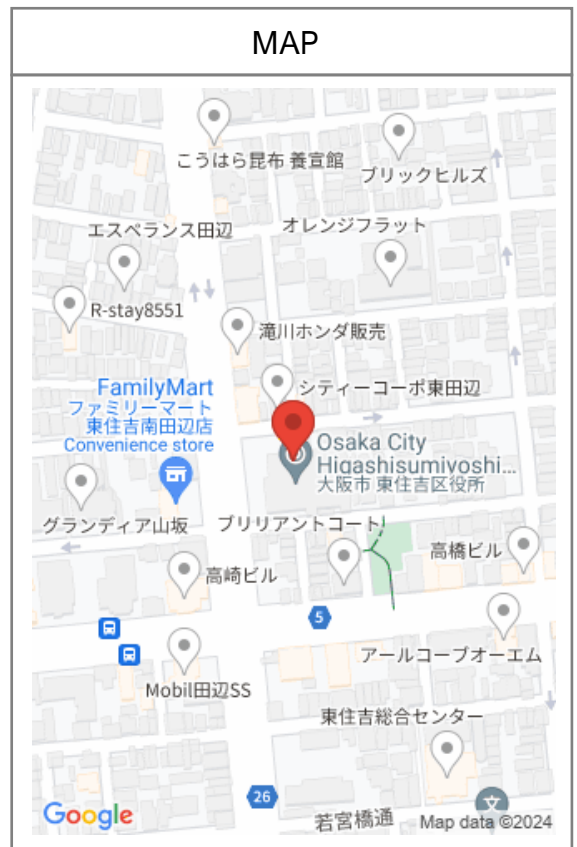 MAP
こうはら昆布 養宣館
ブリックヒルズ
エスペランス田辺
オレンジフラット
R-stay8551
滝川ホンダ販売
シティーコーポ東田辺
FamilyMart
ファミリーマート
東住吉南田辺店
Convenience store
Osaka City
Higashisumiyoshi...
大阪市 東住吉区役所
グランディア山坂
ブリリアントコート
高橋ビル
高崎ビル
5
アールコーブオーエム
Mobil田辺SS
東住吉総合センター
26
文
若宮橋通
Google
Map data ©2024